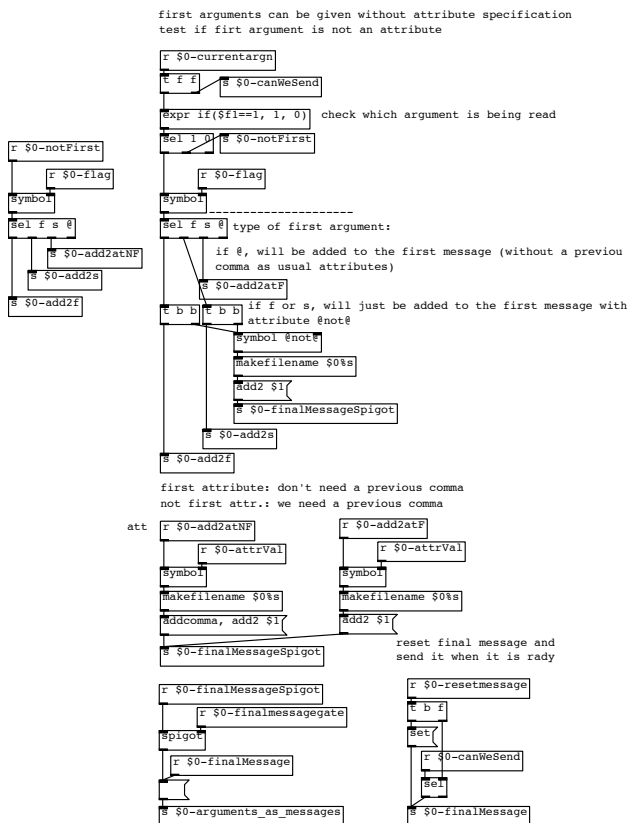 first arguments can be given without attribute specification
test if firt argument is not an attribute
r $0-currentargn
t f f
s $0-canWeSend
expr if($f1==1, 1, 0)
check which argument is being read
sel 1 0
s $0-notFirst
r $0-notFirst
r $0-flag
r $0-flag
symbol
symbol
sel f s @
sel f s @
type of first argument:
s $0-add2atNF
if @, will be added to the first message (without a previou
comma as usual attributes)
s $0-add2s
s $0-add2atF
s $0-add2f
t b b
t b b
if f or s, will just be added to the first message with
attribute @not@
symbol @not@
makefilename $0%s
add2 $1
s $0-finalMessageSpigot
s $0-add2s
s $0-add2f
first attribute: don't need a previous comma
not first attr.: we need a previous comma
att
r $0-add2atNF
r $0-add2atF
r $0-attrVal
r $0-attrVal
symbol
symbol
makefilename $0%s
makefilename $0%s
addcomma, add2 $1
add2 $1
s $0-finalMessageSpigot
reset final message and
send it when it is rady
r $0-finalMessageSpigot
r $0-resetmessage
r $0-finalmessagegate
t b f
spigot
set
r $0-finalMessage
r $0-canWeSend
sel
s $0-arguments_as_messages
s $0-finalMessage